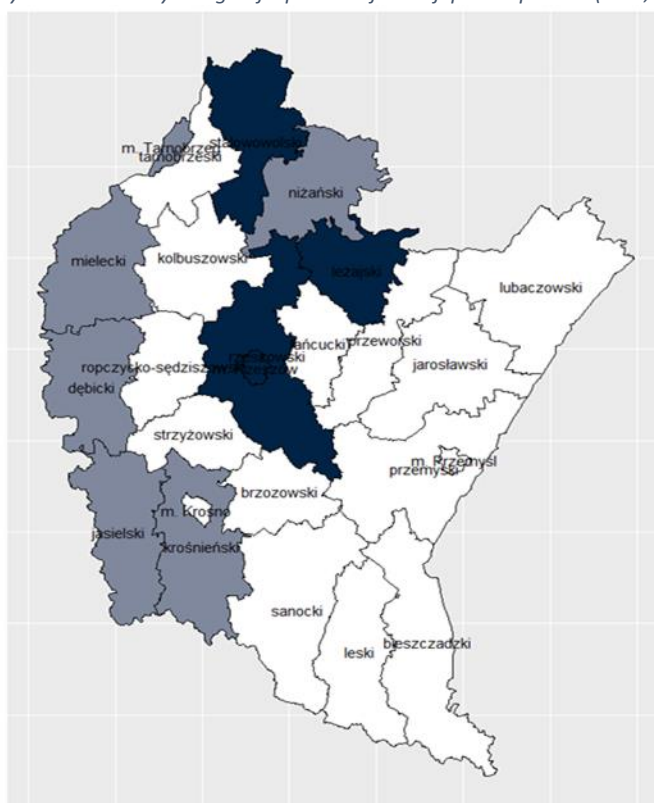 stalowowolski
m. Tarnobrzeg
tarnobrzeski
niżański
mielecki
kolbuszowski
leżajski
lubaczowski
łańcucki
przeworski
rzeszowski
ropczycko-sędziszowski
jarosławski
dębicki
strzyżowski
m. Przemyśl
przemyski
brzozowski
m. Krosno
jasielski
krośnieński
sanocki
bieszczadzki
leski